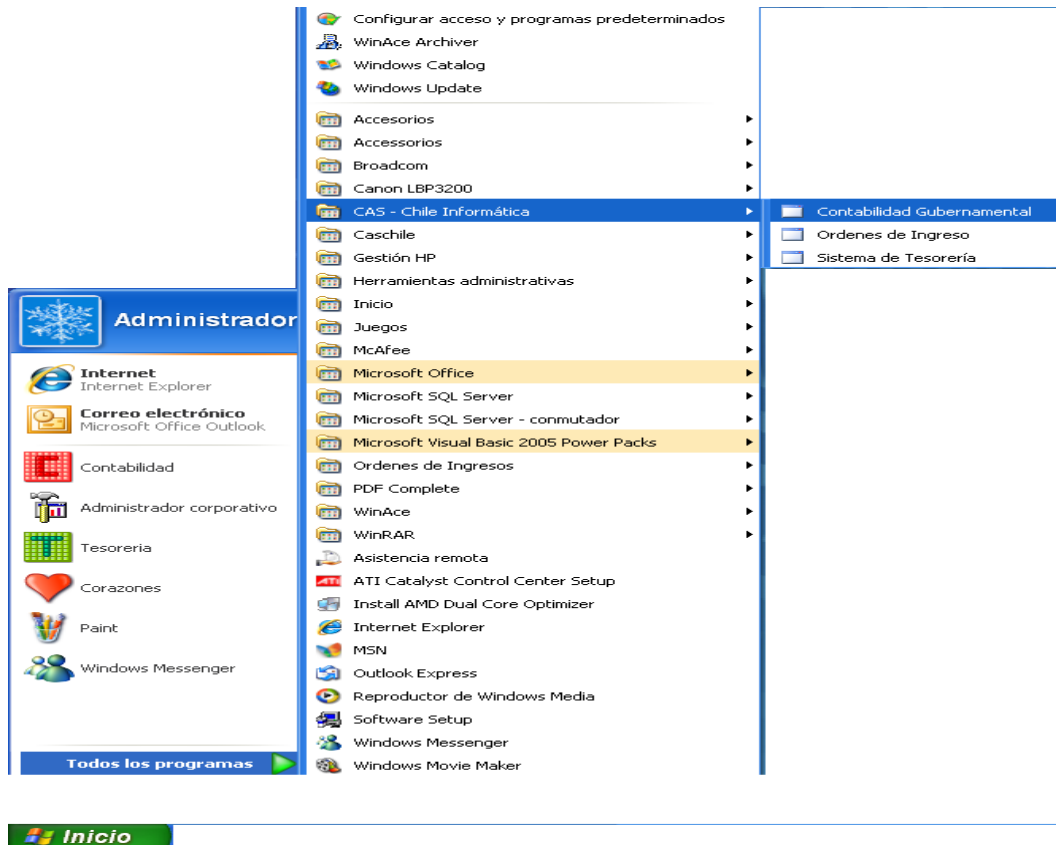 Configurar acceso y programas predeterminados
WinAce Archiver
Windows Catalog
Windows Update
Accesorios
Accessorios
Broadcom
Canon LBP3200
CAS - Chile Informática
Caschile
Gestión HP
Herramientas administrativas
Inicio
Juegos
McAfee
Microsoft Office
Microsoft SQL Server
Microsoft SQL Server - conmutador
Microsoft Visual Basic 2005 Power Packs
Ordenes de Ingresos
PDF Complete
WinAce
WinRAR
Asistencia remota
ATI Catalyst Control Center Setup
Install AMD Dual Core Optimizer
Internet Explorer
MSN
Outlook Express
Reproductor de Windows Media
Software Setup
Windows Messenger
Windows Movie Maker
Contabilidad Gubernamental
Ordenes de Ingreso
Sistema de Tesorería
Administrador
Internet
Internet Explorer
Correo electrónico
Microsoft Office Outlook
Contabilidad
Administrador corporativo
Tesoreria
Corazones
Paint
Windows Messenger
Todos los programas
Inicio